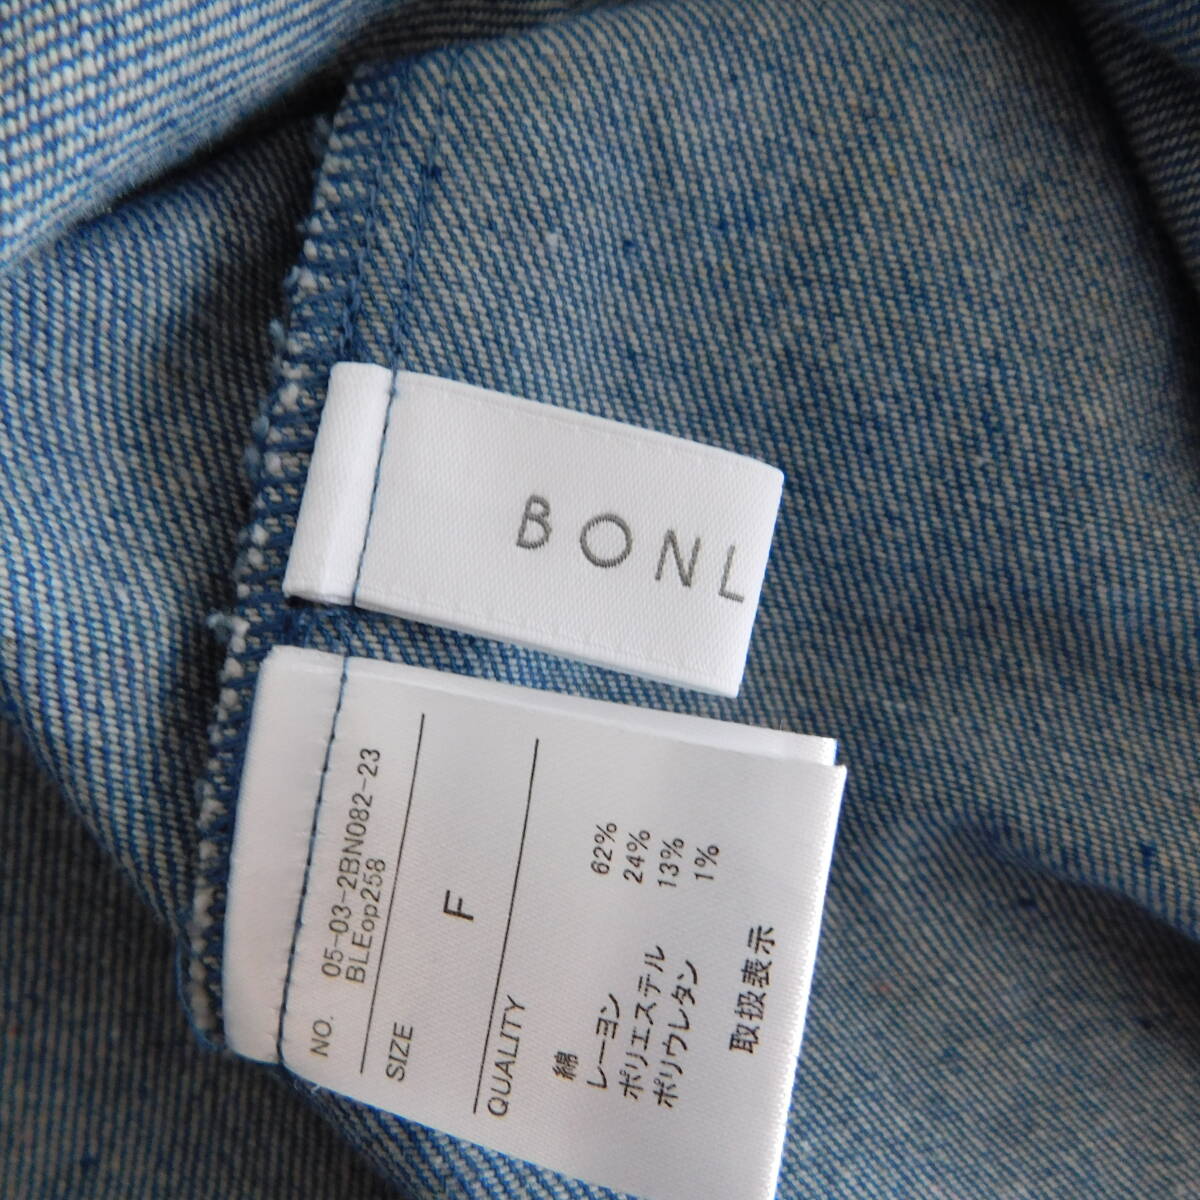 BONL
NO. 05-03-2BN082-23
BLEop258
SIZE F
QUALITY
綿 62%
レーヨン 24%
ポリエステル 13%
ポリウレタン 1%
取扱表示